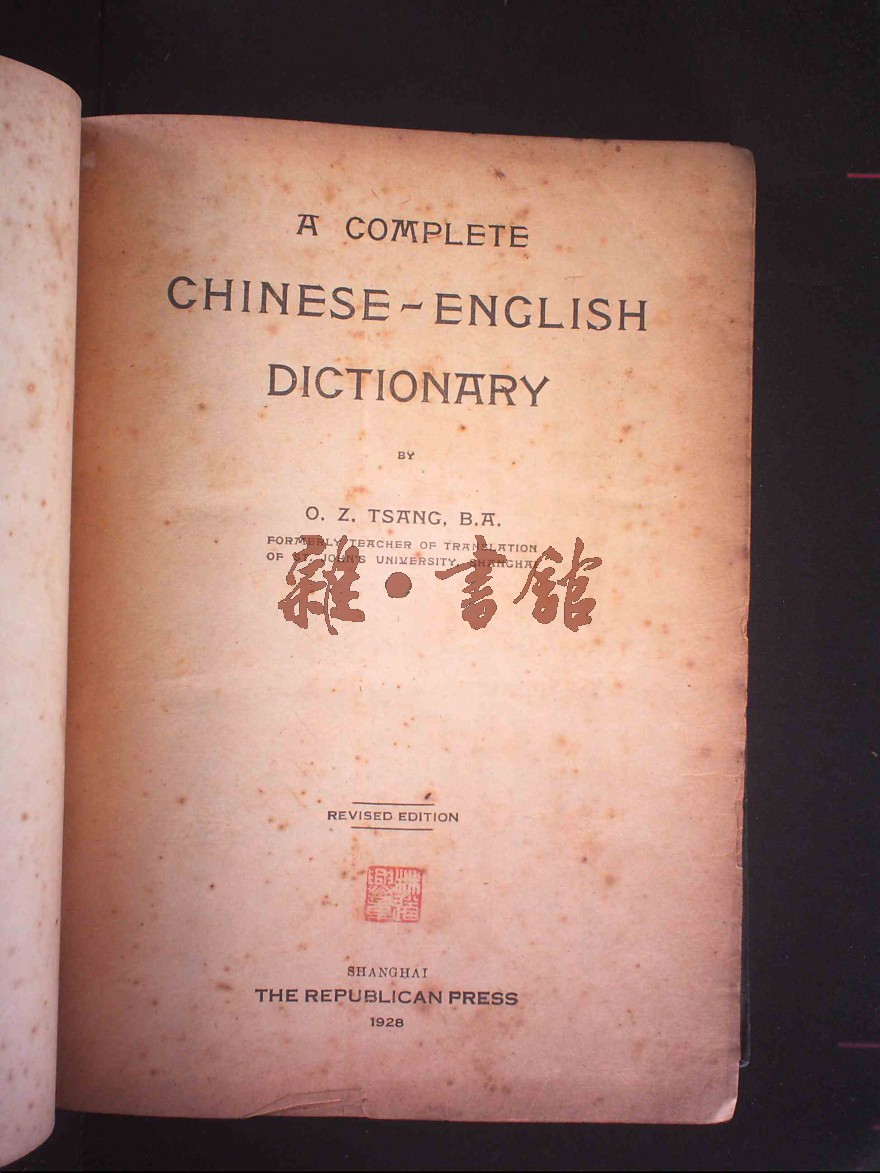 A COMPLETE
CHINESE-ENGLISH
DICTIONARY
BY
O. Z. TSANG, B.A.
FORMERLY TEACHER OF TRANSLATION
OF ST. JOHN'S UNIVERSITY, SHANGHAI
雜·書館
REVISED EDITION
SHANGHAI
THE REPUBLICAN PRESS
1928